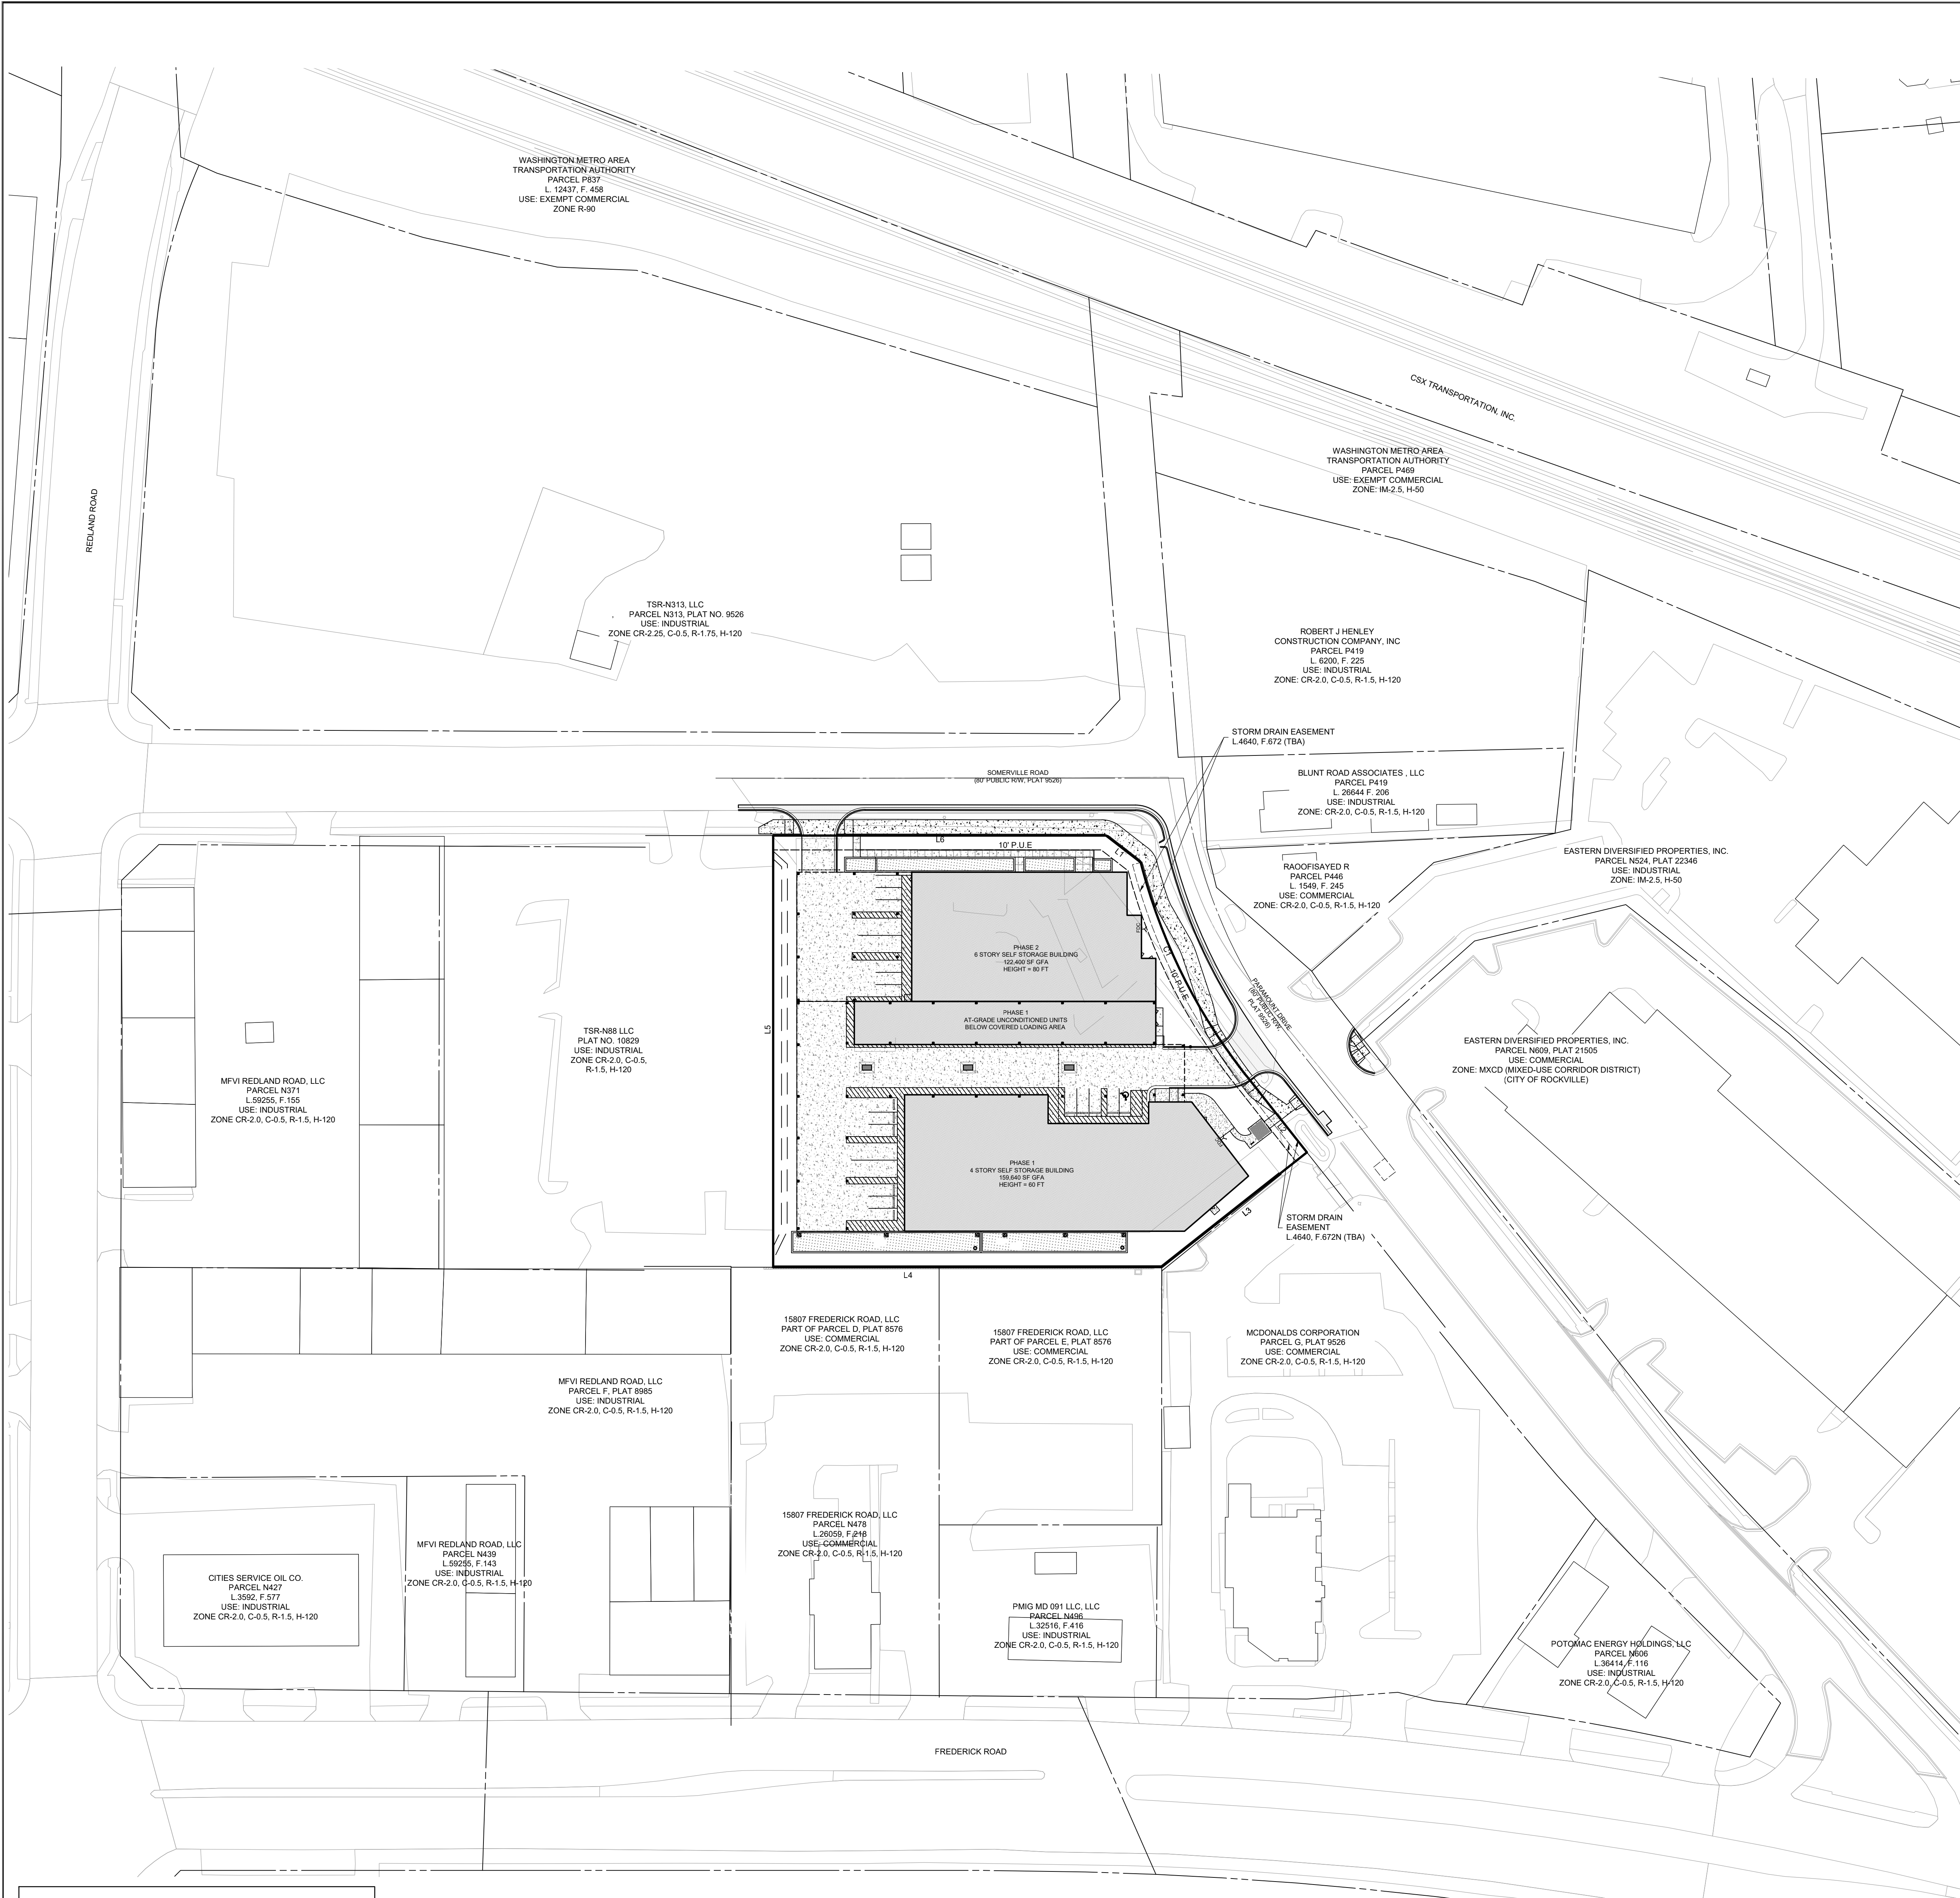 WASHINGTON METRO AREA
TRANSPORTATION AUTHORITY
PARCEL P837
L. 12437, F. 458
USE: EXEMPT COMMERCIAL
ZONE R-90
CSX TRANSPORTATION, INC.
WASHINGTON METRO AREA
TRANSPORTATION AUTHORITY
PARCEL P469
USE: EXEMPT COMMERCIAL
ZONE: IM-2.5, H-50
REDLAND ROAD
TSR-N313, LLC
PARCEL N313, PLAT NO. 9526
USE: INDUSTRIAL
ZONE CR-2.25, C-0.5, R-1.75, H-120
ROBERT J HENLEY
CONSTRUCTION COMPANY, INC
PARCEL P419
L. 6200, F. 225
USE: INDUSTRIAL
ZONE: CR-2.0, C-0.5, R-1.5, H-120
STORM DRAIN EASEMENT
L.4640, F.672 (TBA)
SOMERVILLE ROAD
(80' PUBLIC R/W, PLAT 9526)
BLUNT ROAD ASSOCIATES , LLC
PARCEL P419
L. 26644 F. 206
USE: INDUSTRIAL
ZONE: CR-2.0, C-0.5, R-1.5, H-120
L6
10' P.U.E
L1
RAOOFISAYED R
PARCEL P446
L. 1549, F. 245
USE: COMMERCIAL
ZONE: CR-2.0, C-0.5, R-1.5, H-120
EASTERN DIVERSIFIED PROPERTIES, INC.
PARCEL N524, PLAT 22346
USE: INDUSTRIAL
ZONE: IM-2.5, H-50
FDC
C1
10' P.U.E.
PHASE 2
6 STORY SELF STORAGE BUILDING
122,400 SF GFA
HEIGHT = 80 FT
PARAMOUNT DRIVE
(80' PUBLIC R/W,
PLAT 9526)
PHASE 1
AT-GRADE UNCONDITIONED UNITS
BELOW COVERED LOADING AREA
L5
TSR-N88 LLC
PLAT NO. 10829
USE: INDUSTRIAL
ZONE CR-2.0, C-0.5,
R-1.5, H-120
EASTERN DIVERSIFIED PROPERTIES, INC.
PARCEL N609, PLAT 21505
USE: COMMERCIAL
ZONE: MXCD (MIXED-USE CORRIDOR DISTRICT)
(CITY OF ROCKVILLE)
MFVI REDLAND ROAD, LLC
PARCEL N371
L.59255, F.155
USE: INDUSTRIAL
ZONE CR-2.0, C-0.5, R-1.5, H-120
L2
FDC
PHASE 1
4 STORY SELF STORAGE BUILDING
159,640 SF GFA
HEIGHT = 60 FT
L3
STORM DRAIN
EASEMENT
L.4640, F.672N (TBA)
L4
15807 FREDERICK ROAD, LLC
PART OF PARCEL D, PLAT 8576
USE: COMMERCIAL
ZONE CR-2.0, C-0.5, R-1.5, H-120
15807 FREDERICK ROAD, LLC
PART OF PARCEL E, PLAT 8576
USE: COMMERCIAL
ZONE CR-2.0, C-0.5, R-1.5, H-120
MCDONALDS CORPORATION
PARCEL G, PLAT 9526
USE: COMMERCIAL
ZONE CR-2.0, C-0.5, R-1.5, H-120
MFVI REDLAND ROAD, LLC
PARCEL F, PLAT 8985
USE: INDUSTRIAL
ZONE CR-2.0, C-0.5, R-1.5, H-120
15807 FREDERICK ROAD, LLC
PARCEL N478
L.26059, F.218
USE: COMMERCIAL
ZONE CR-2.0, C-0.5, R-1.5, H-120
MFVI REDLAND ROAD, LLC
PARCEL N439
L.59255, F.143
USE: INDUSTRIAL
ZONE CR-2.0, C-0.5, R-1.5, H-120
CITIES SERVICE OIL CO.
PARCEL N427
L.3592, F.577
USE: INDUSTRIAL
ZONE CR-2.0, C-0.5, R-1.5, H-120
PMIG MD 091 LLC, LLC
PARCEL N496
L.32516, F.416
USE: INDUSTRIAL
ZONE CR-2.0, C-0.5, R-1.5, H-120
POTOMAC ENERGY HOLDINGS, LLC
PARCEL N606
L.36414, F.116
USE: INDUSTRIAL
ZONE CR-2.0, C-0.5, R-1.5, H-120
FREDERICK ROAD